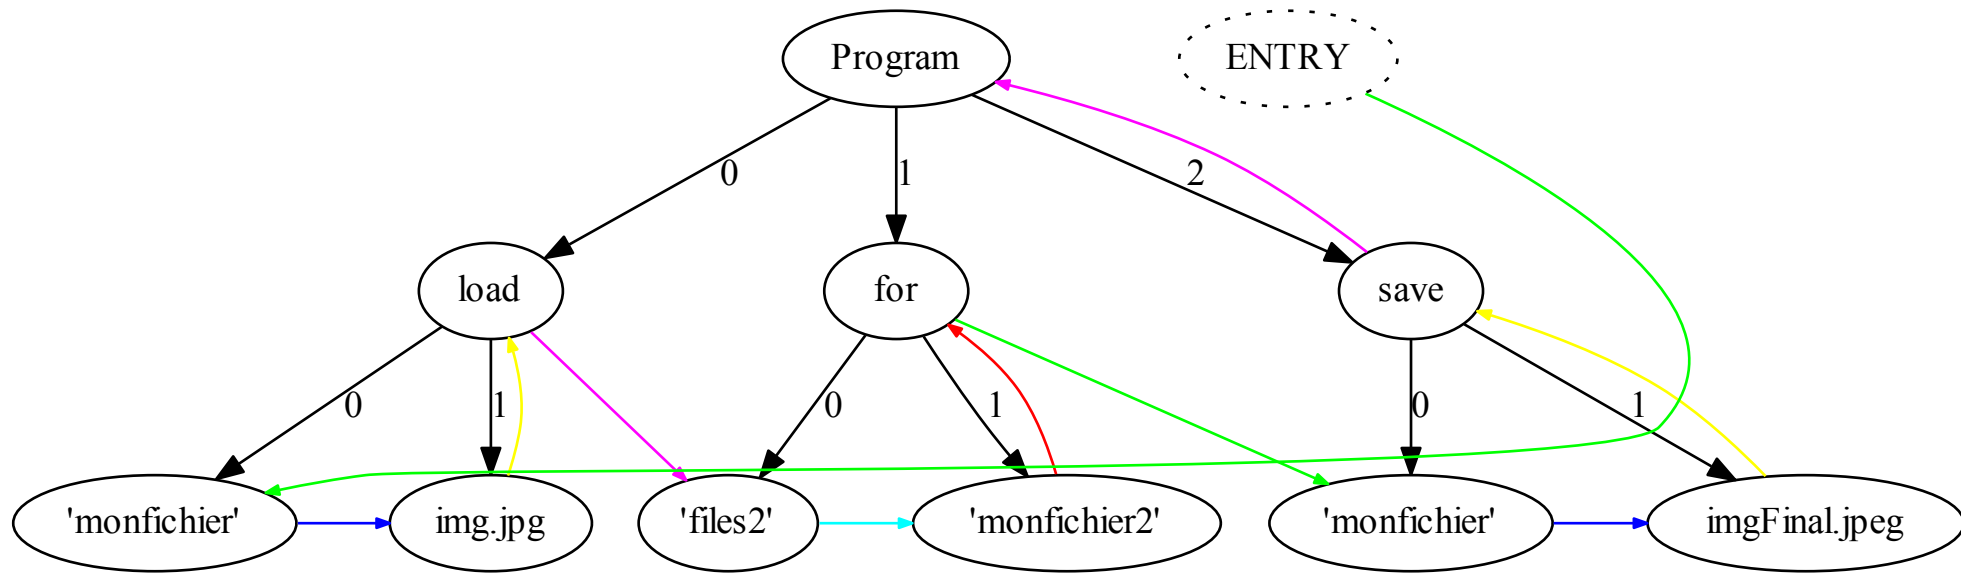 Program
ENTRY
0
1
2
load
for
save
0
1
0
1
0
1
'monfichier'
img.jpg
'files2'
'monfichier2'
'monfichier'
imgFinal.jpeg